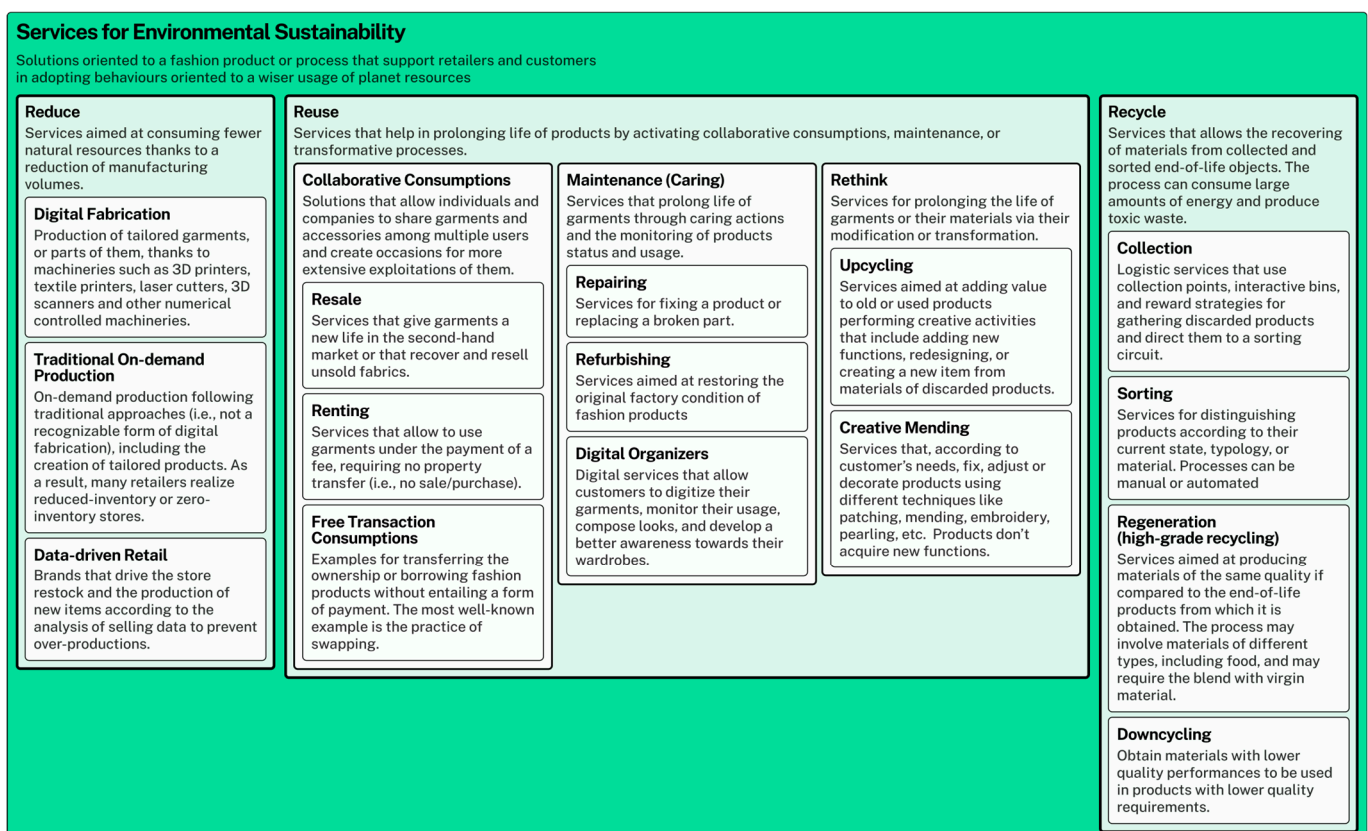 Services for Environmental Sustainability
Solutions oriented to a fashion product or process that support retailers and customers
in adopting behaviours oriented to a wiser usage of planet resources
Reduce
Services aimed at consuming fewer
natural resources thanks to a
reduction of manufacturing
volumes.
Digital Fabrication
Production of tailored garments,
or parts of them, thanks to
machineries such as 3D printers,
textile printers, laser cutters, 3D
scanners and other numerical
controlled machineries.
Traditional On-demand
Production
On-demand production following
traditional approaches (i.e., not a
recognizable form of digital
fabrication), including the
creation of tailored products. As
a result, many retailers realize
reduced-inventory or zero-
inventory stores.
Data-driven Retail
Brands that drive the store
restock and the production of
new items according to the
analysis of selling data to prevent
over-productions.
Reuse
Services that help in prolonging life of products by activating collaborative consumptions, maintenance, or
transformative processes.
Collaborative Consumptions
Solutions that allow individuals and
companies to share garments and
accessories among multiple users
and create occasions for more
extensive exploitations of them.
Resale
Services that give garments a
new life in the second-hand
market or that recover and resell
unsold fabrics.
Renting
Services that allow to use
garments under the payment of a
fee, requiring no property
transfer (i.e., no sale/purchase).
Free Transaction
Consumptions
Examples for transferring the
ownership or borrowing fashion
products without entailing a form
of payment. The most well-known
example is the practice of
swapping.
Maintenance (Caring)
Services that prolong life of
garments through caring actions
and the monitoring of products
status and usage.
Repairing
Services for fixing a product or
replacing a broken part.
Refurbishing
Services aimed at restoring the
original factory condition of
fashion products
Digital Organizers
Digital services that allow
customers to digitize their
garments, monitor their usage,
compose looks, and develop a
better awareness towards their
wardrobes.
Rethink
Services for prolonging the life of
garments or their materials via their
modification or transformation.
Upcycling
Services aimed at adding value
to old or used products
performing creative activities
that include adding new
functions, redesigning, or
creating a new item from
materials of discarded products.
Creative Mending
Services that, according to
customer's needs, fix, adjust or
decorate products using
different techniques like
patching, mending, embroidery,
pearling, etc.  Products don't
acquire new functions.
Recycle
Services that allows the recovering
of materials from collected and
sorted end-of-life objects. The
process can consume large
amounts of energy and produce
toxic waste.
Collection
Logistic services that use
collection points, interactive bins,
and reward strategies for
gathering discarded products
and direct them to a sorting
circuit.
Sorting
Services for distinguishing
products according to their
current state, typology, or
material. Processes can be
manual or automated
Regeneration
(high-grade recycling)
Services aimed at producing
materials of the same quality if
compared to the end-of-life
products from which it is
obtained. The process may
involve materials of different
types, including food, and may
require the blend with virgin
material.
Downcycling
Obtain materials with lower
quality performances to be used
in products with lower quality
requirements.